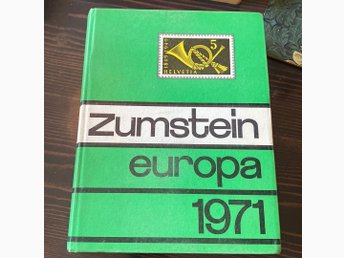 5
HELVETIA
zumstein
europa
1971